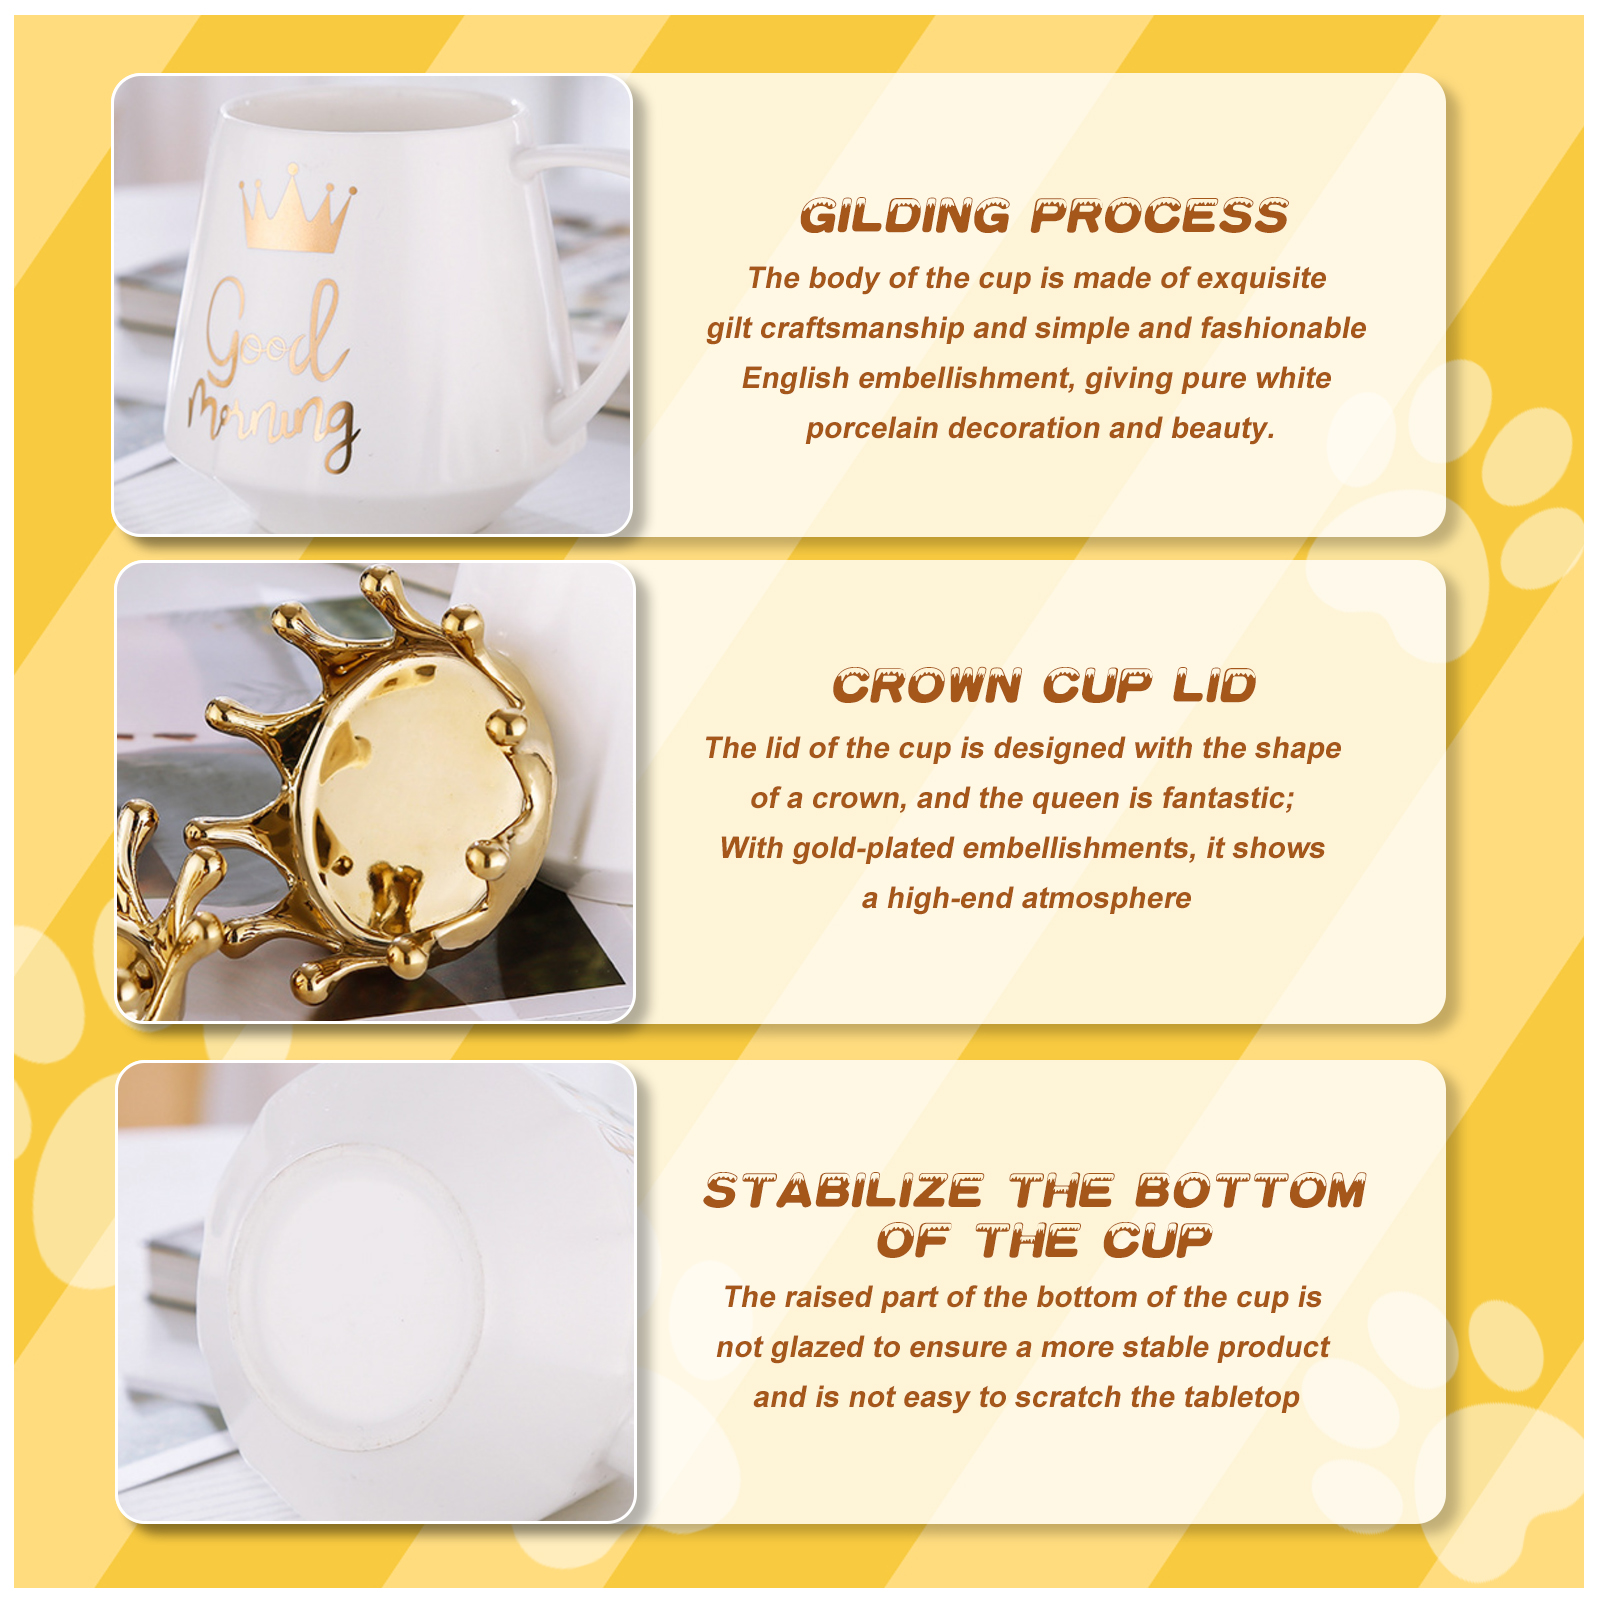 Good
Morning
GILDING PROCESS
The body of the cup is made of exquisite
gilt craftsmanship and simple and fashionable
English embellishment, giving pure white
porcelain decoration and beauty.
CROWN CUP LID
The lid of the cup is designed with the shape
of a crown, and the queen is fantastic;
With gold-plated embellishments, it shows
a high-end atmosphere
STABILIZE THE BOTTOM
OF THE CUP
The raised part of the bottom of the cup is
not glazed to ensure a more stable product
and is not easy to scratch the tabletop